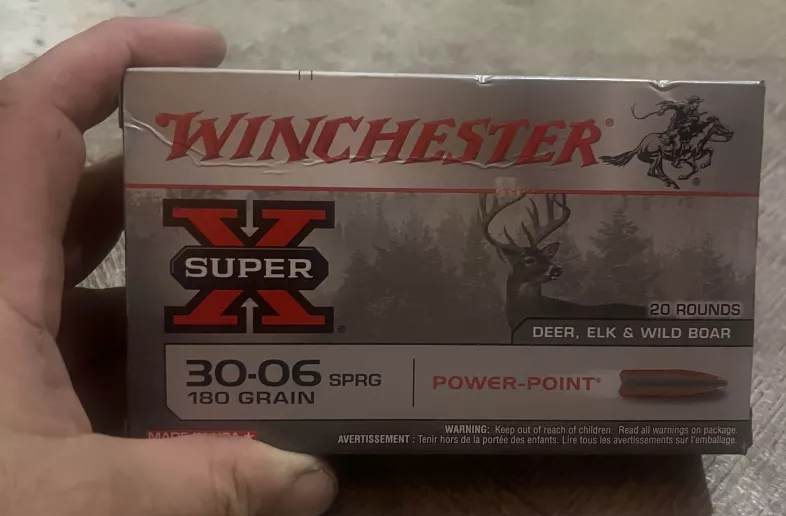 WINCHESTER®
®
SUPER X®
20 ROUNDS
DEER, ELK & WILD BOAR
30-06 SPRG
180 GRAIN
POWER-POINT®
WARNING: Keep out of reach of children. Read all warnings on package.
AVERTISSEMENT : Tenir hors de la portée des enfants. Lire tous les avertissements sur l'emballage.